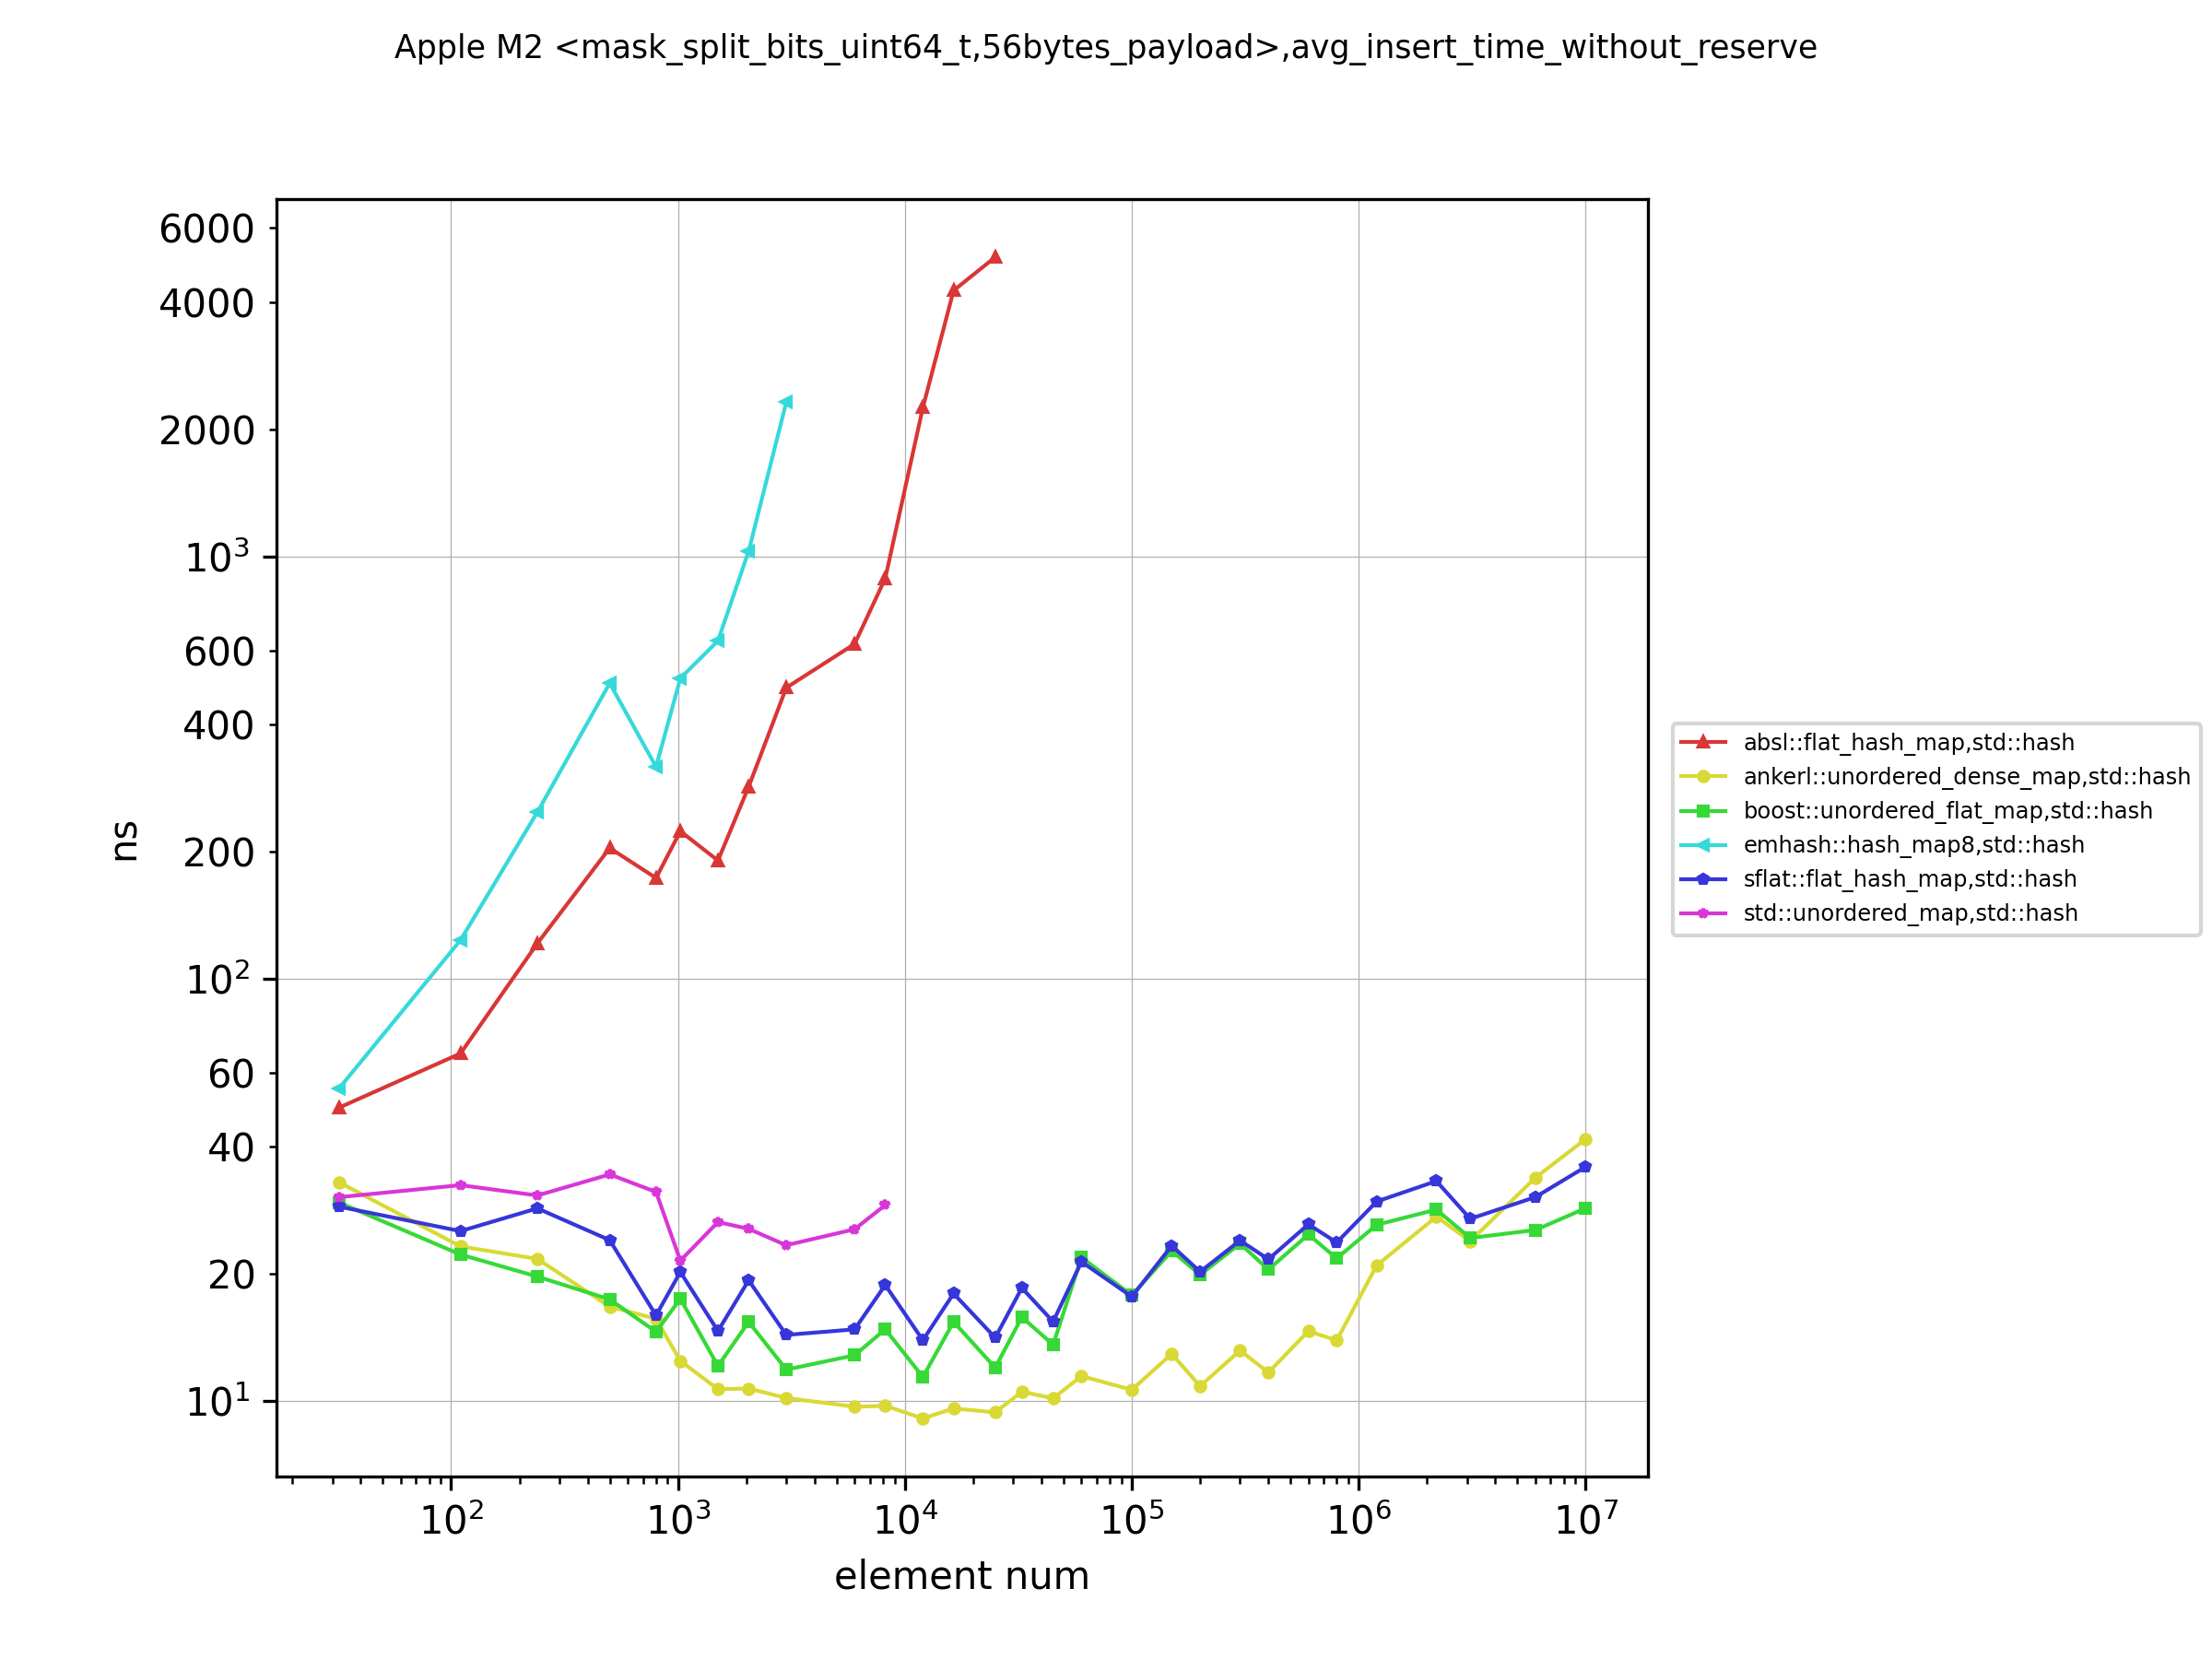 Apple M2 <mask_split_bits_uint64_t,56bytes_payload>,avg_insert_time_without_reserve
6000
4000
2000
10³
600
400
200
10²
60
40
20
10¹
ns
10² 10³ 10⁴ 10⁵ 10⁶ 10⁷
element num
absl::flat_hash_map,std::hash
ankerl::unordered_dense_map,std::hash
boost::unordered_flat_map,std::hash
emhash::hash_map8,std::hash
sflat::flat_hash_map,std::hash
std::unordered_map,std::hash